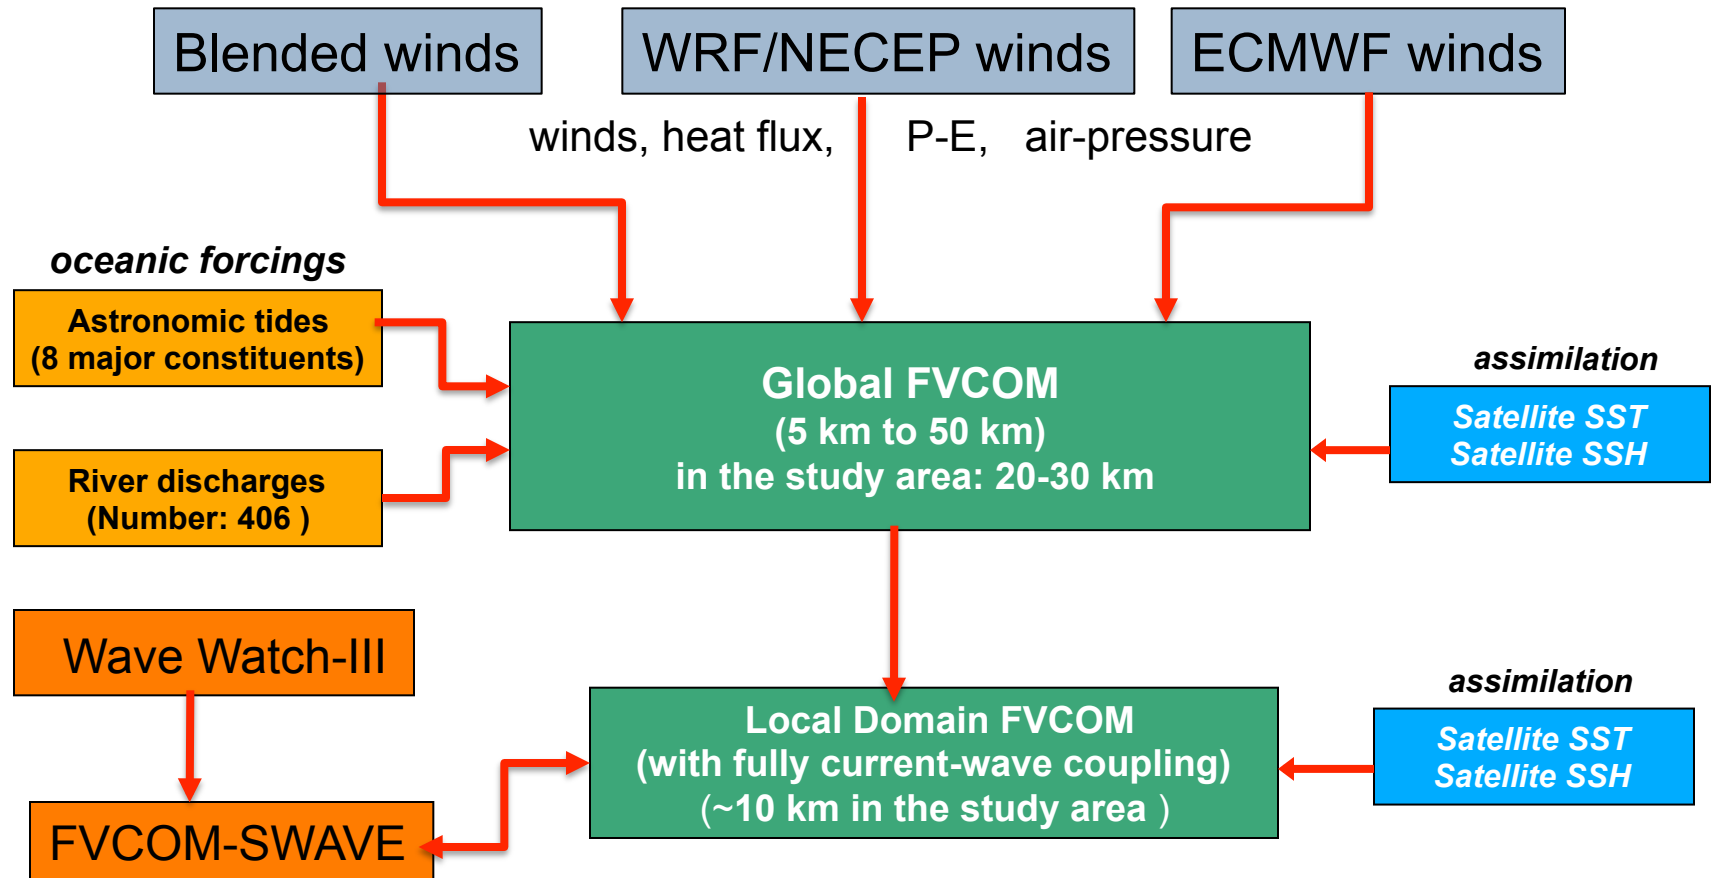 Blended winds
WRF/NECEP winds
ECMWF winds
winds, heat flux, P-E, air-pressure
oceanic forcings
Astronomic tides
(8 major constituents)
River discharges
(Number: 406 )
Global FVCOM
(5 km to 50 km)
in the study area: 20-30 km
assimilation
Satellite SST
Satellite SSH
Wave Watch-III
FVCOM-SWAVE
Local Domain FVCOM
(with fully current-wave coupling)
(~10 km in the study area )
assimilation
Satellite SST
Satellite SSH